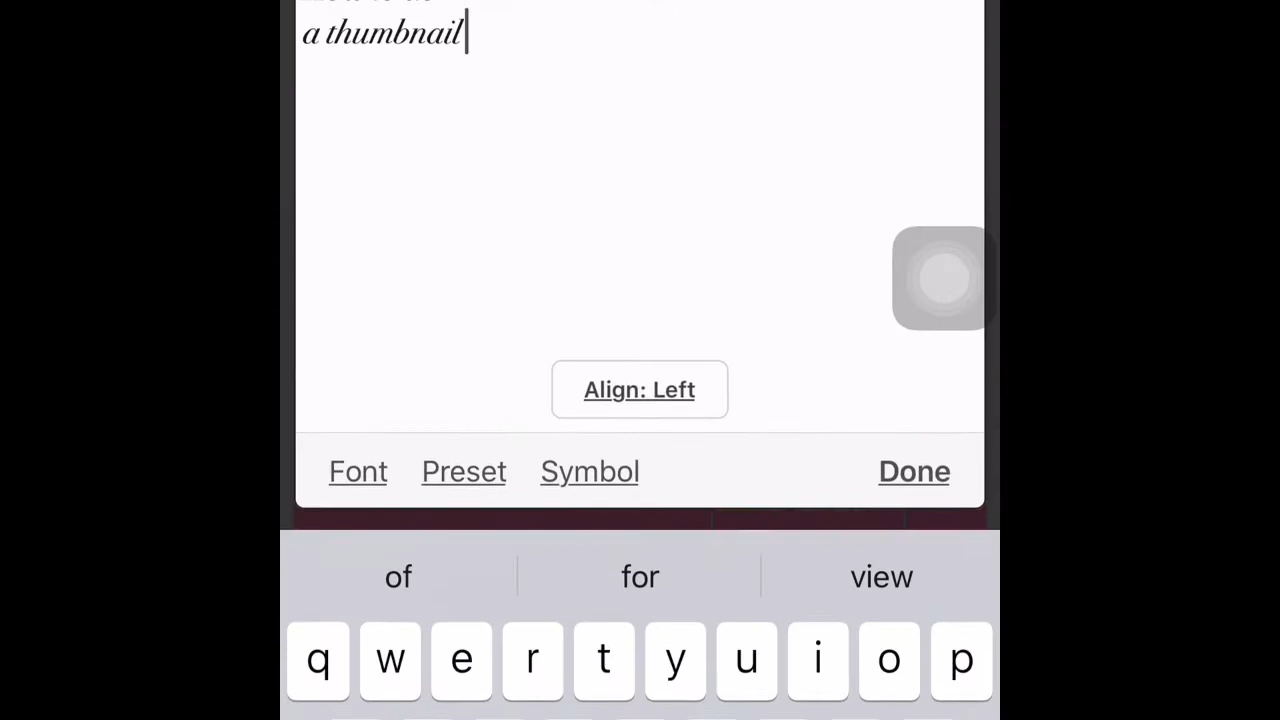 a thumbnail
Align: Left
Font Preset Symbol Done
of for view
q w e r t y u i o p